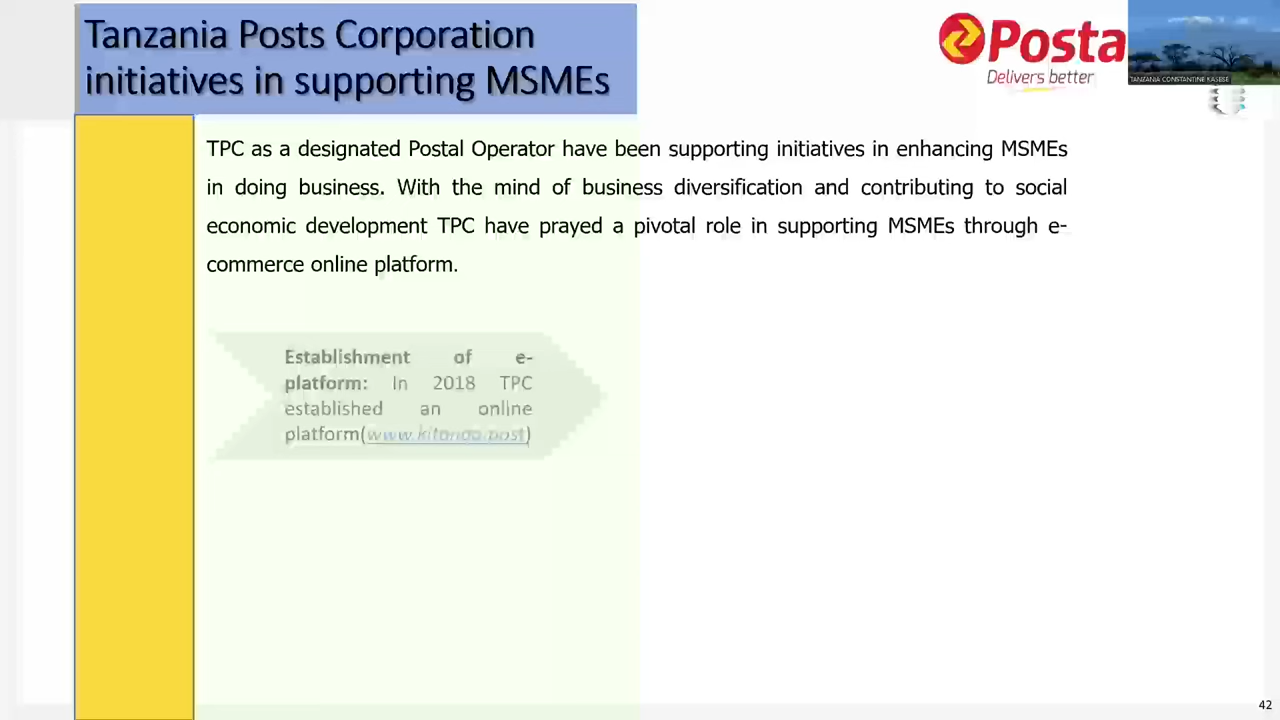 Tanzania Posts Corporation
initiatives in supporting MSMEs
Posta
Delivers better
TANZANIA CONSTANTINE KASESE
TPC as a designated Postal Operator have been supporting initiatives in enhancing MSMEs
in doing business. With the mind of business diversification and contributing to social
economic development TPC have prayed a pivotal role in supporting MSMEs through e-
commerce online platform.
Establishment of e-
platform: In 2018 TPC
established an online
platform(www.kitonga.post)
42